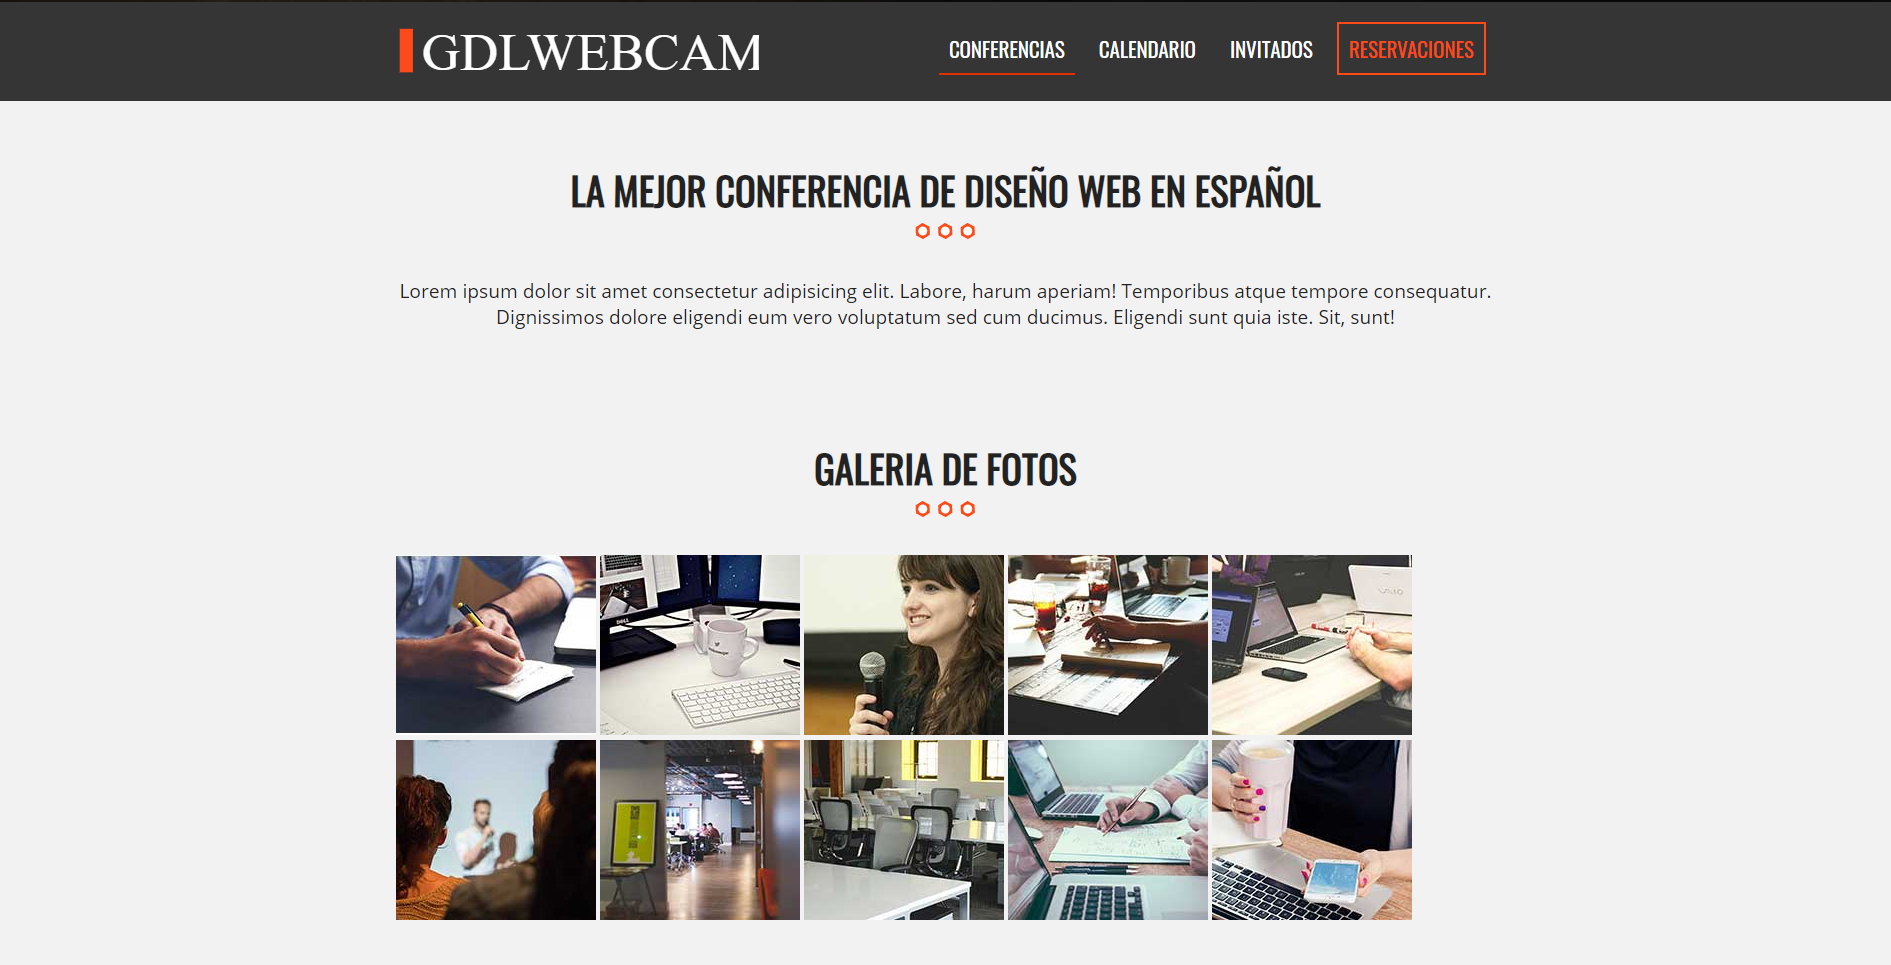 GDLWEBCAM
CONFERENCIAS CALENDARIO INVITADOS RESERVACIONES
LA MEJOR CONFERENCIA DE DISEÑO WEB EN ESPAÑOL
Lorem ipsum dolor sit amet consectetur adipisicing elit. Labore, harum aperiam! Temporibus atque tempore consequatur.
Dignissimos dolore eligendi eum vero voluptatum sed cum ducimus. Eligendi sunt quia iste. Sit, sunt!
GALERIA DE FOTOS
DELL
VAIO